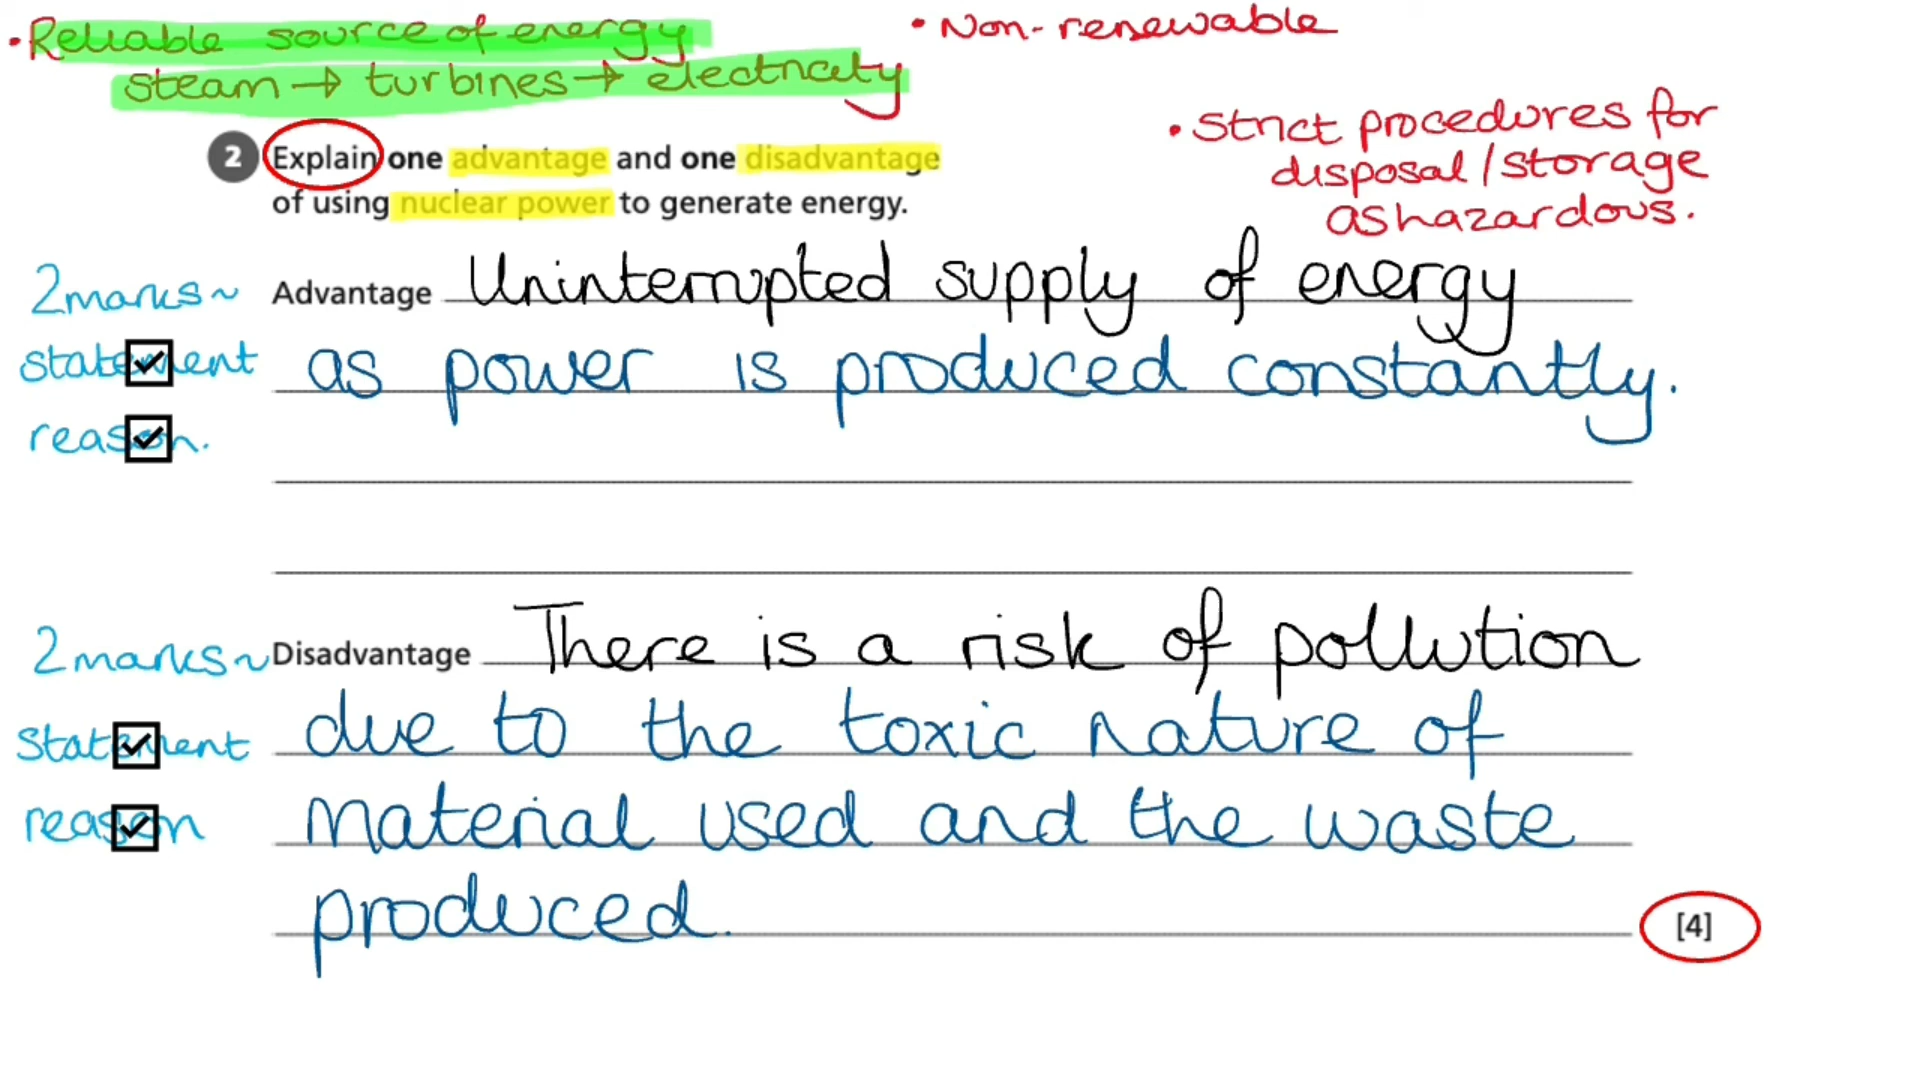 • Reliable source of energy
steam → turbines → electricity
• Non-renewable
• Strict procedures for
disposal/storage
as hazardous.
2 Explain one advantage and one disadvantage
of using nuclear power to generate energy.
2 marks ~
statement
reason.
Advantage Uninterrupted supply of energy
as power is produced constantly.
2 marks ~
statement
reason
Disadvantage There is a risk of pollution
due to the toxic nature of
material used and the waste
produced.
[4]